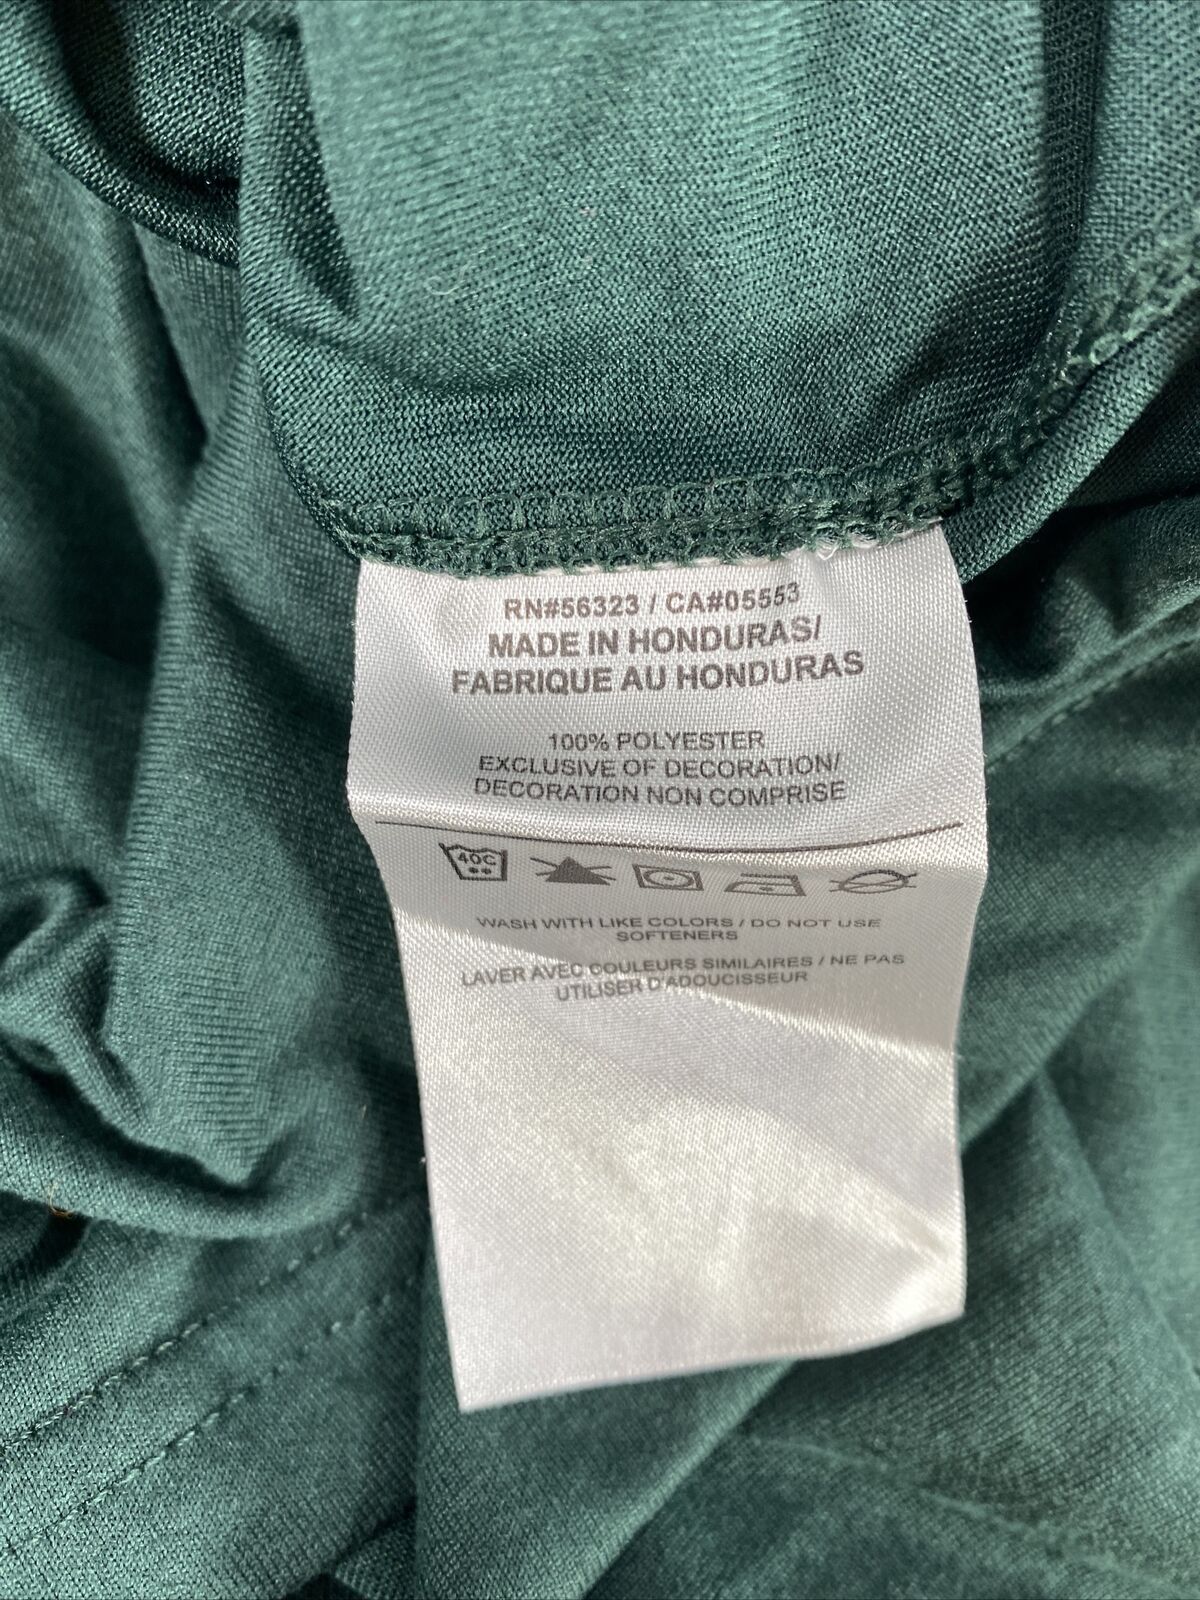 RN#56323 / CA#05553
MADE IN HONDURAS/
FABRIQUE AU HONDURAS
100% POLYESTER
EXCLUSIVE OF DECORATION/
DECORATION NON COMPRISE
40C
WASH WITH LIKE COLORS / DO NOT USE
SOFTENERS
LAVER AVEC COULEURS SIMILAIRES / NE PAS
UTILISER D'ADOUCISSEUR